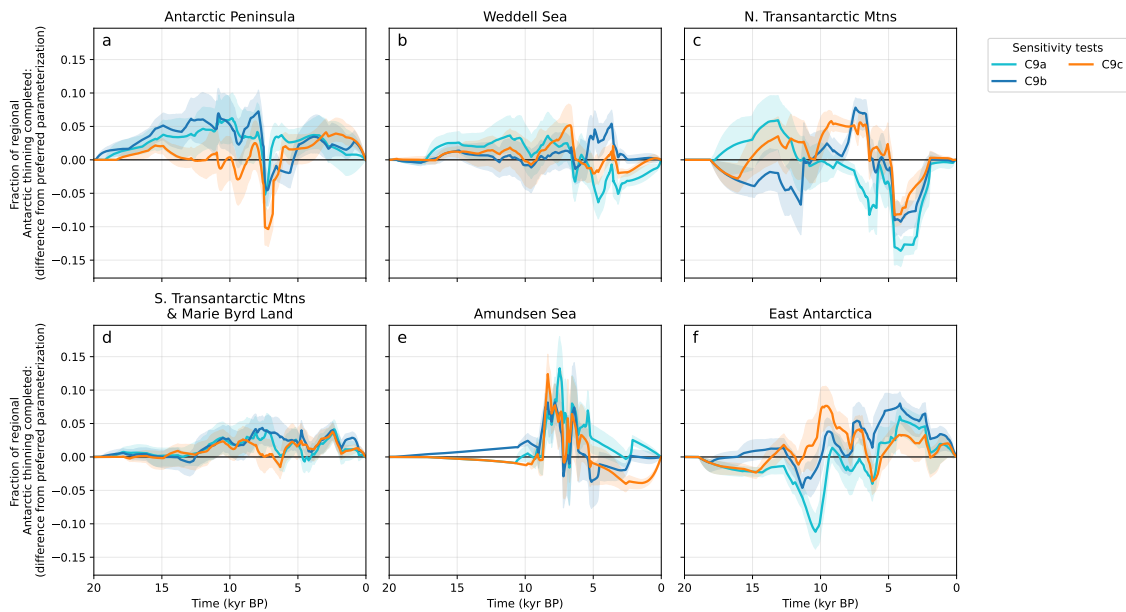 Antarctic Peninsula
Weddell Sea
N. Transantarctic Mtns
a
b
c
Sensitivity tests
C9a
C9b
C9c
0.15
0.10
0.05
0.00
−0.05
−0.10
−0.15
Fraction of regional
Antarctic thinning completed:
(difference from preferred parameterization)
S. Transantarctic Mtns
& Marie Byrd Land
Amundsen Sea
East Antarctica
d
e
f
0.15
0.10
0.05
0.00
−0.05
−0.10
−0.15
Fraction of regional
Antarctic thinning completed:
(difference from preferred parameterization)
20 15 10 5 0
20 15 10 5 0
20 15 10 5 0
Time (kyr BP)
Time (kyr BP)
Time (kyr BP)